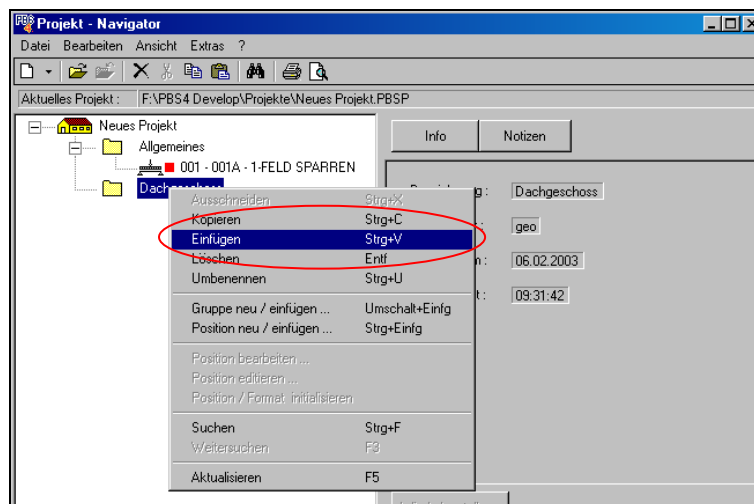 Projekt - Navigator
Datei Bearbeiten Ansicht Extras ?
Aktuelles Projekt : F:\PBS4 Develop\Projekte\Neues Projekt.PBSP
Neues Projekt
Allgemeines
001 - 001A - 1-FELD SPARREN
Dachgeschoss
Info Notizen
g : Dachgeschoss
: geo
m : 06.02.2003
t : 09:31:42
Ausschneiden Strg+X
Kopieren Strg+C
Einfügen Strg+V
Löschen Entf
Umbenennen Strg+U
Gruppe neu / einfügen ... Umschalt+Einfg
Position neu / einfügen ... Strg+Einfg
Position bearbeiten ...
Position editieren ...
Position / Format initialisieren
Suchen Strg+F
Weitersuchen F3
Aktualisieren F5